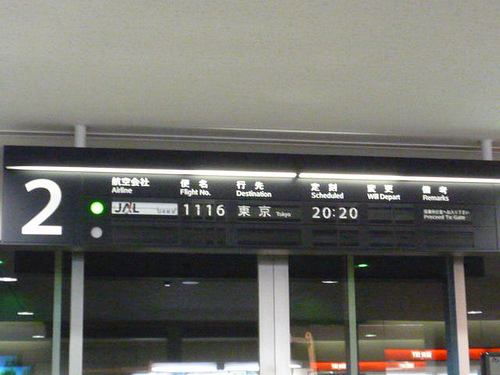 2
航空会社 便名 行先 定刻 変更 備考
Airline Flight No. Destination Scheduled Will Depart Remarks
JAL 1116 東京 Tokyo 20:20
Proceed To Gate